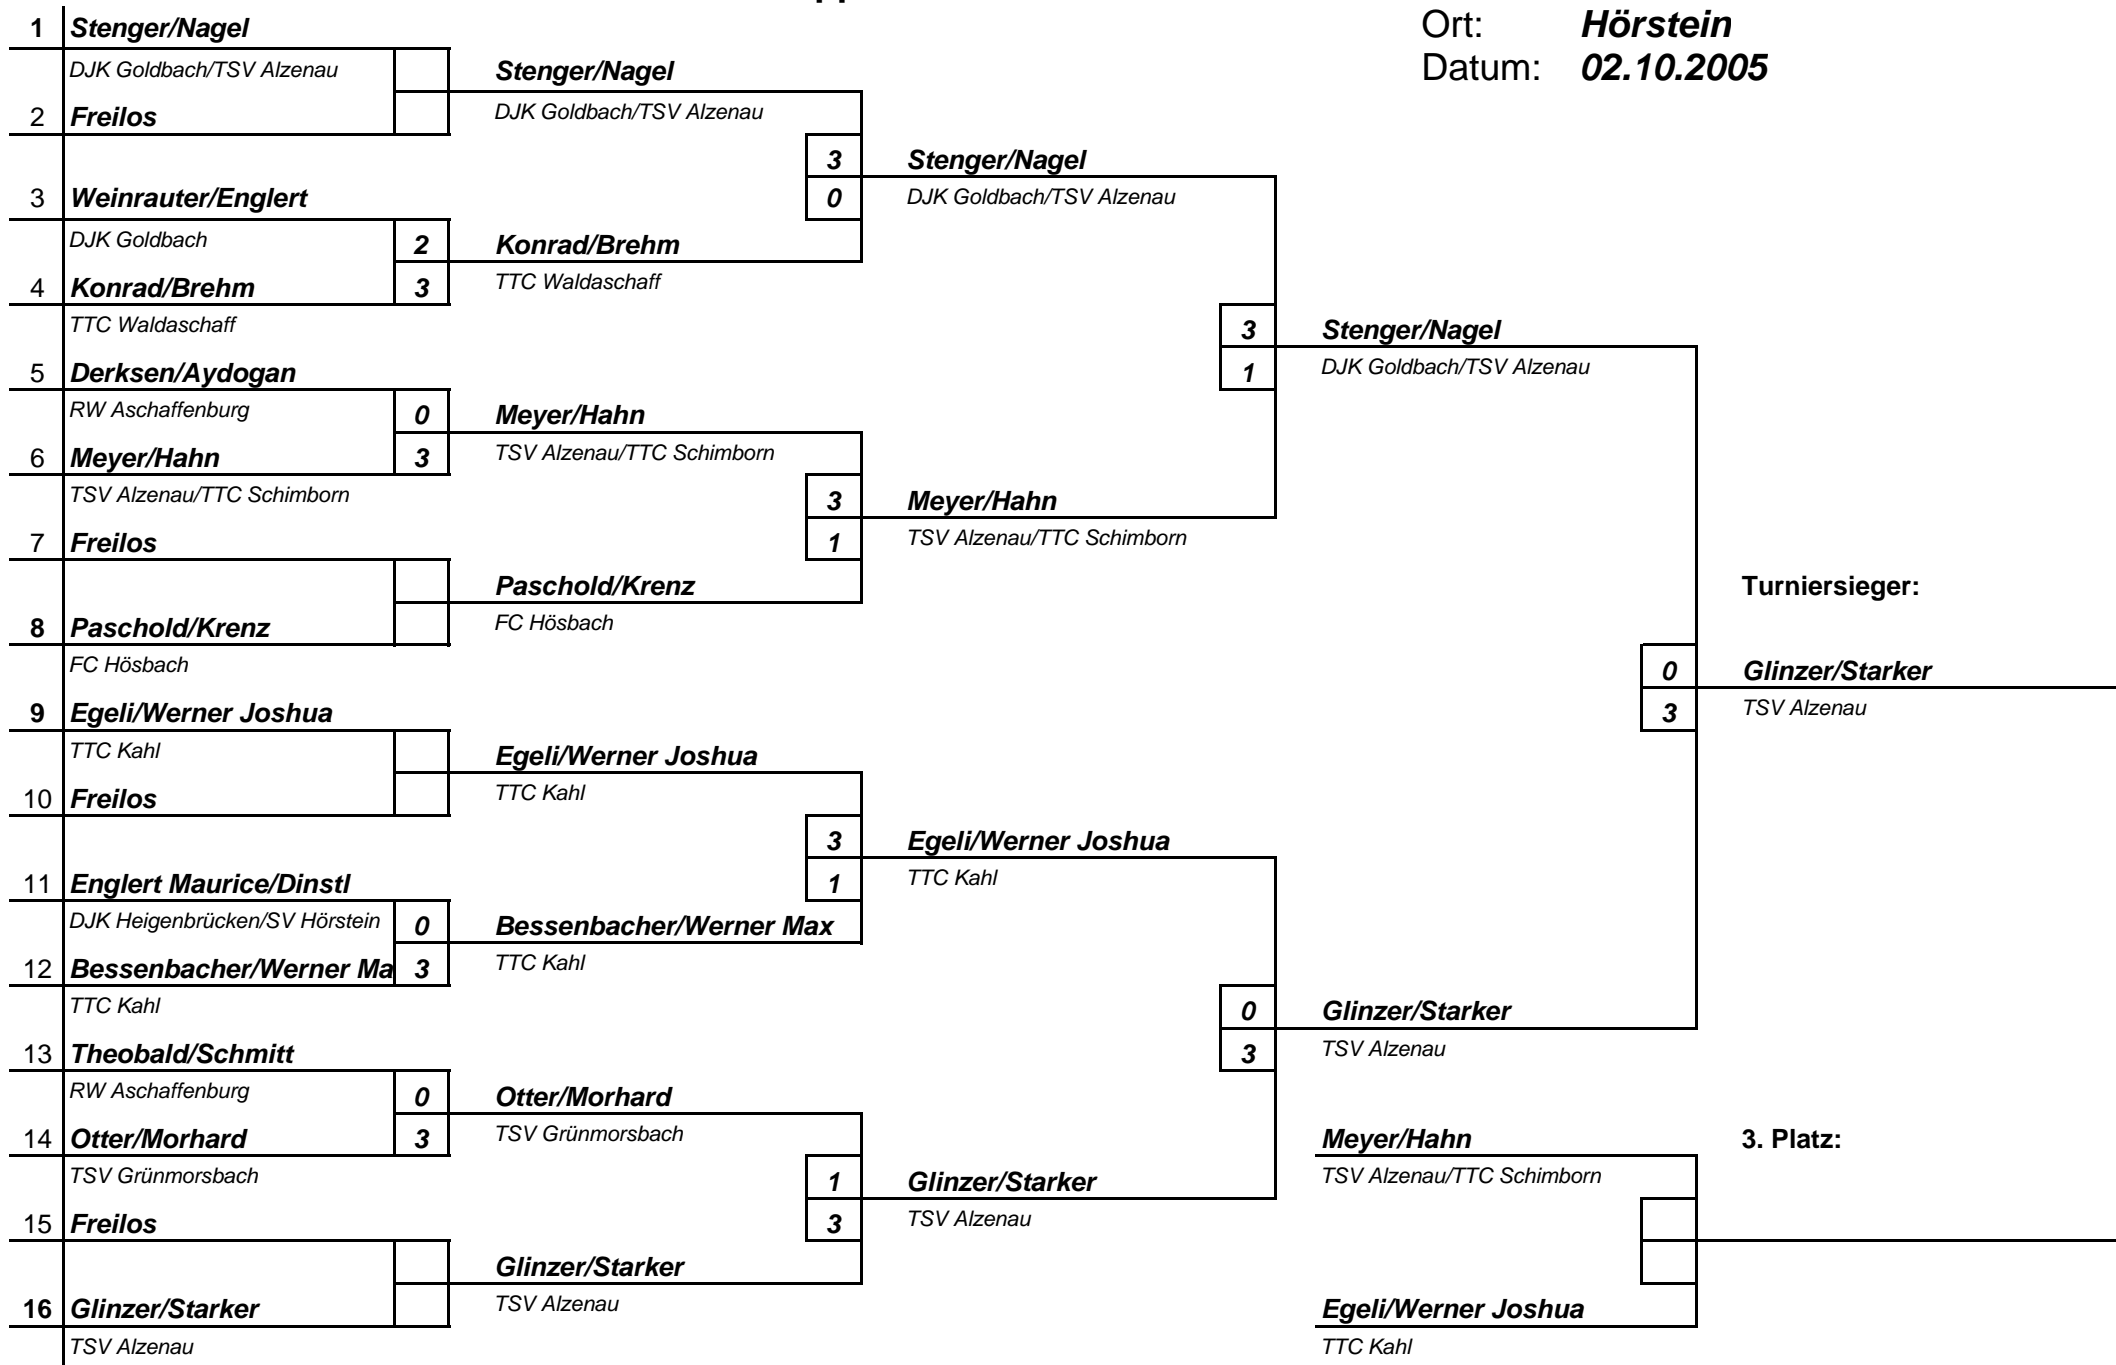 Ort: Hörstein
Datum: 02.10.2005
1 Stenger/Nagel
DJK Goldbach/TSV Alzenau
2 Freilos
3 Weinrauter/Englert
DJK Goldbach 2
4 Konrad/Brehm 3
TTC Waldaschaff
5 Derksen/Aydogan
RW Aschaffenburg 0
6 Meyer/Hahn 3
TSV Alzenau/TTC Schimborn
7 Freilos
8 Paschold/Krenz
FC Hösbach
9 Egeli/Werner Joshua
TTC Kahl
10 Freilos
11 Englert Maurice/Dinstl
DJK Heigenbrücken/SV Hörstein 0
12 Bessenbacher/Werner Ma 3
TTC Kahl
13 Theobald/Schmitt
RW Aschaffenburg 0
14 Otter/Morhard 3
TSV Grünmorsbach
15 Freilos
16 Glinzer/Starker
TSV Alzenau
Stenger/Nagel
DJK Goldbach/TSV Alzenau
3
0
Konrad/Brehm
TTC Waldaschaff
Meyer/Hahn
TSV Alzenau/TTC Schimborn
3
1
Paschold/Krenz
FC Hösbach
Egeli/Werner Joshua
TTC Kahl
3
1
Bessenbacher/Werner Max
TTC Kahl
Otter/Morhard
TSV Grünmorsbach
1
3
Glinzer/Starker
TSV Alzenau
Stenger/Nagel
DJK Goldbach/TSV Alzenau
3
1
Meyer/Hahn
TSV Alzenau/TTC Schimborn
Egeli/Werner Joshua
TTC Kahl
0
3
Glinzer/Starker
TSV Alzenau
Stenger/Nagel
DJK Goldbach/TSV Alzenau
0
3
Glinzer/Starker
TSV Alzenau
Turniersieger:
Glinzer/Starker
TSV Alzenau
Meyer/Hahn
TSV Alzenau/TTC Schimborn
3. Platz:
Egeli/Werner Joshua
TTC Kahl